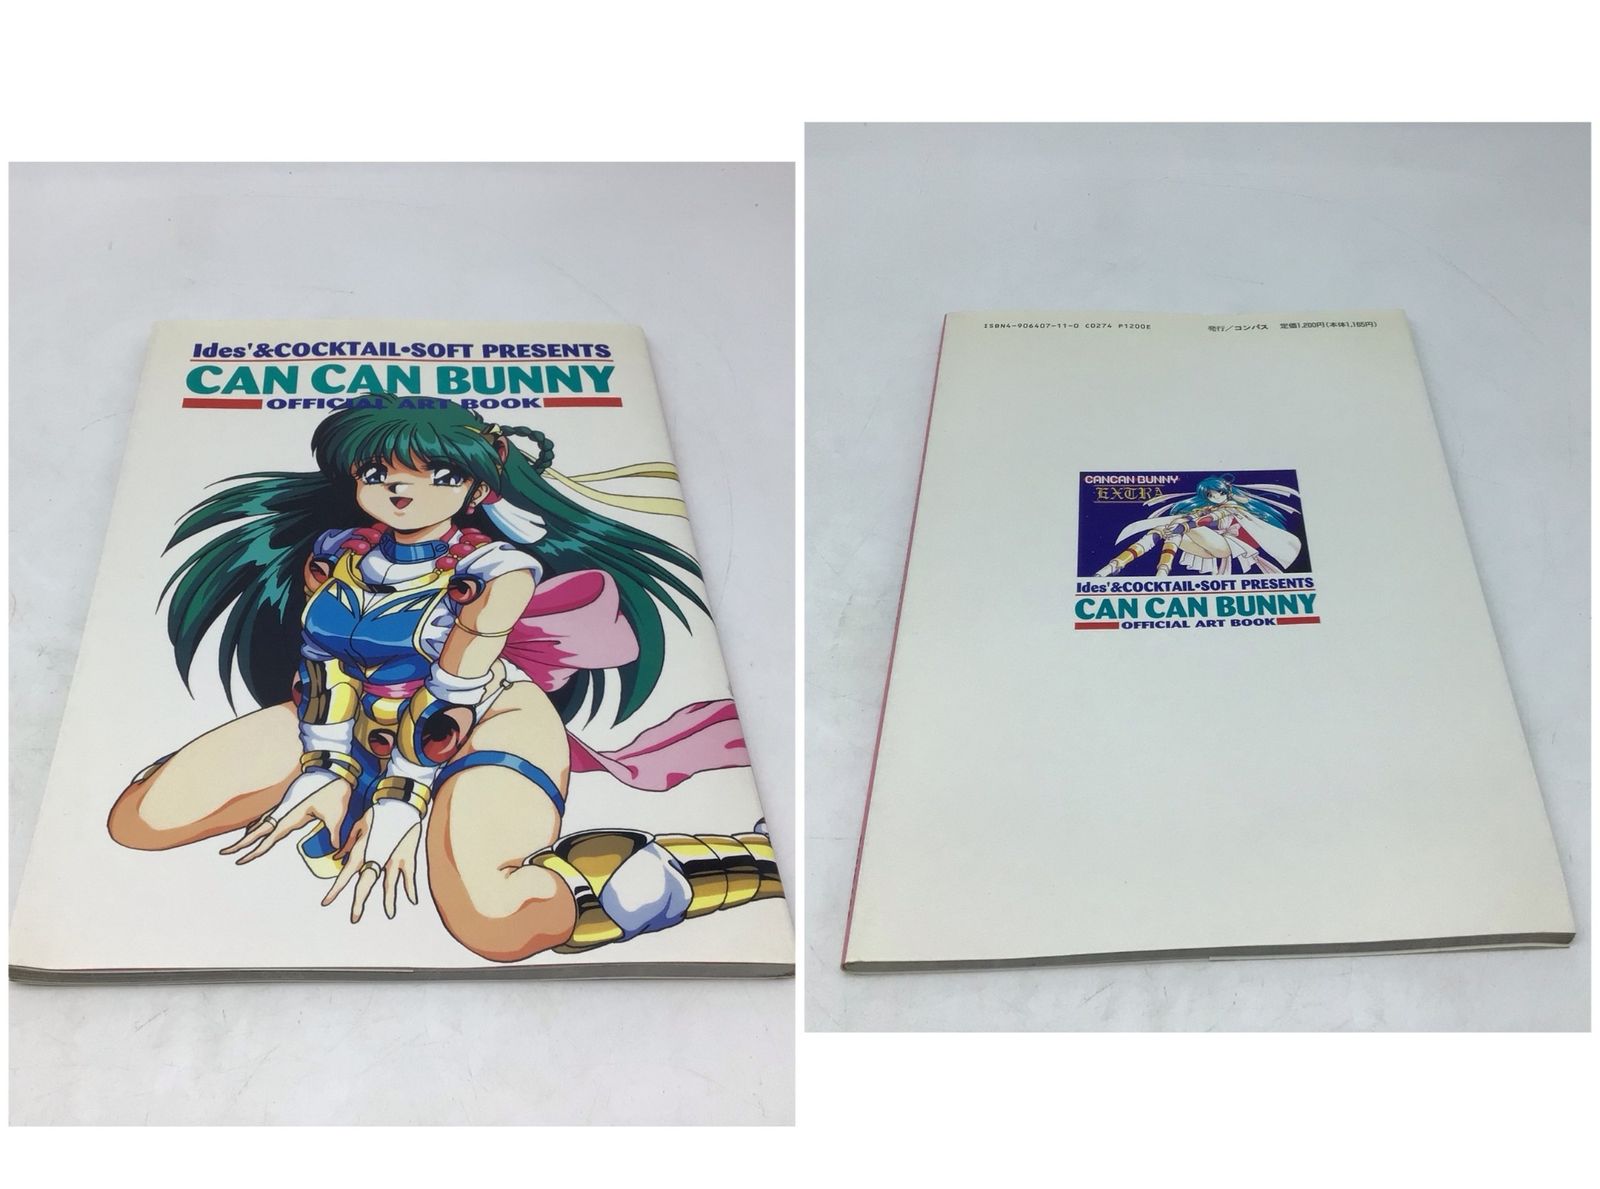 Ides'&COCKTAIL•SOFT PRESENTS
CAN CAN BUNNY
OFFICIAL ART BOOK
ISBN4-906407-11-0 C0274 P1200E
発行/コンパス 定価1,200円(本体1,165円)
CANCAN BUNNY
EXTRA
Ides'&COCKTAIL•SOFT PRESENTS
CAN CAN BUNNY
OFFICIAL ART BOOK